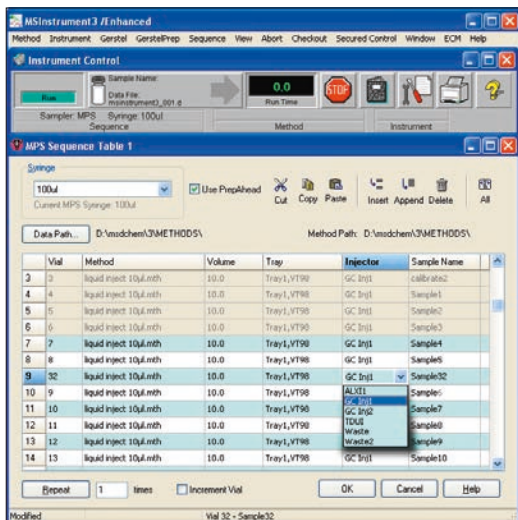 MSInstrument3 /Enhanced
Method Instrument Gerstel GerstelPrep Sequence View Abort Checkout Secured Control Window ECM Help
Instrument Control
Run
Sample Name:
Data File:
msinstrument3_001.d
Sampler: MPS Syringe: 100ul
Sequence
0.0
Run Time
STOP
Method
Instrument
MPS Sequence Table 1
Syringe
100ul
Current MPS Syringe: 100ul
Use PrepAhead
Cut Copy Paste Insert Append Delete All
Data Path... D:\msdchem\3\METHODS\ Method Path: D:\msdchem\3\METHODS\
Vial Method Volume Tray Injector Sample Name
3 3 liquid inject 10µl.mth 10.0 Tray1,VT98 GC Inj1 calibrate2
4 4 liquid inject 10µl.mth 10.0 Tray1,VT98 GC Inj1 Sample1
5 5 liquid inject 10µl.mth 10.0 Tray1,VT98 GC Inj1 Sample2
6 6 liquid inject 10µl.mth 10.0 Tray1,VT98 GC Inj1 Sample3
7 7 liquid inject 10µl.mth 10.0 Tray1,VT98 GC Inj1 Sample4
8 8 liquid inject 10µl.mth 10.0 Tray1,VT98 GC Inj1 Sample5
9 32 liquid inject 10µl.mth 10.0 Tray1,VT98 GC Inj1 Sample32
10 9 liquid inject 10µl.mth 10.0 Tray1,VT98 ALXI1 Sample6
GC Inj1
11 10 liquid inject 10µl.mth 10.0 Tray1,VT98 GC Inj2 Sample7
TDUI
12 11 liquid inject 10µl.mth 10.0 Tray1,VT98 Waste Sample8
13 12 liquid inject 10µl.mth 10.0 Tray1,VT98 Waste2 Sample9
14 13 liquid inject 10µl.mth 10.0 Tray1,VT98 GC Inj1 Sample10
Repeat 1 times Increment Vial OK Cancel Help
Modified Vial 32 - Sample32